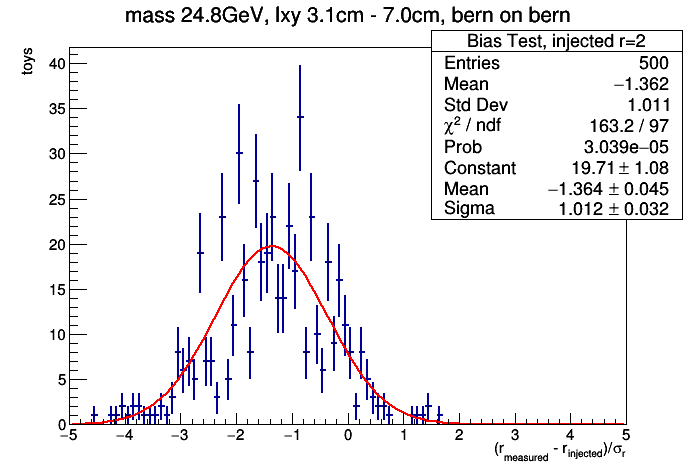 mass 24.8GeV, lxy 3.1cm - 7.0cm, bern on bern
toys
Bias Test, injected r=2
Entries 500
Mean −1.362
Std Dev 1.011
χ² / ndf 163.2 / 97
Prob 3.039e−05
Constant 19.71 ± 1.08
Mean −1.364 ± 0.045
Sigma 1.012 ± 0.032
40
35
30
25
20
15
10
5
0
−5 −4 −3 −2 −1 0 1 2 3 4 5
(r_measured - r_injected)/σ_r